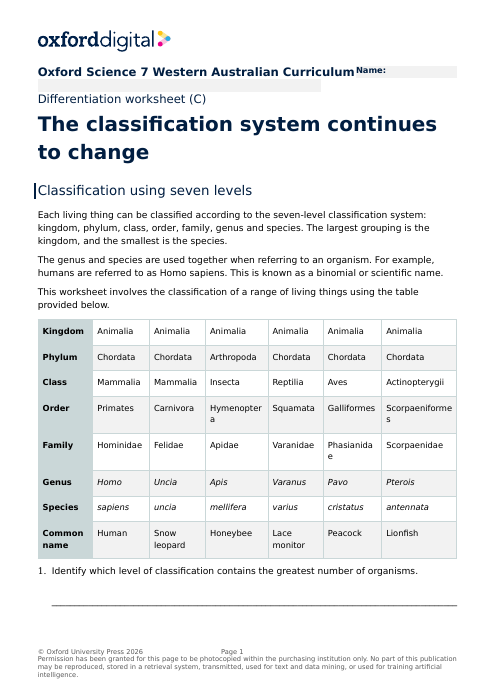 oxforddigital
Oxford Science 7 Western Australian Curriculum Name:
Differentiation worksheet (C)
The classification system continues
to change
Classification using seven levels
Each living thing can be classified according to the seven-level classification system:
kingdom, phylum, class, order, family, genus and species. The largest grouping is the
kingdom, and the smallest is the species.
The genus and species are used together when referring to an organism. For example,
humans are referred to as Homo sapiens. This is known as a binomial or scientific name.
This worksheet involves the classification of a range of living things using the table
provided below.
Kingdom Animalia Animalia Animalia Animalia Animalia Animalia
Phylum Chordata Chordata Arthropoda Chordata Chordata Chordata
Class Mammalia Mammalia Insecta Reptilia Aves Actinopterygii
Order Primates Carnivora Hymenopter Squamata Galliformes Scorpaeniforme
a s
Family Hominidae Felidae Apidae Varanidae Phasianida Scorpaenidae
e
Genus Homo Uncia Apis Varanus Pavo Pterois
Species sapiens uncia mellifera varius cristatus antennata
Common Human Snow Honeybee Lace Peacock Lionfish
name leopard monitor
1. Identify which level of classification contains the greatest number of organisms.
© Oxford University Press 2026 Page 1
Permission has been granted for this page to be photocopied within the purchasing institution only. No part of this publication
may be reproduced, stored in a retrieval system, transmitted, used for text and data mining, or used for training artificial
intelligence.